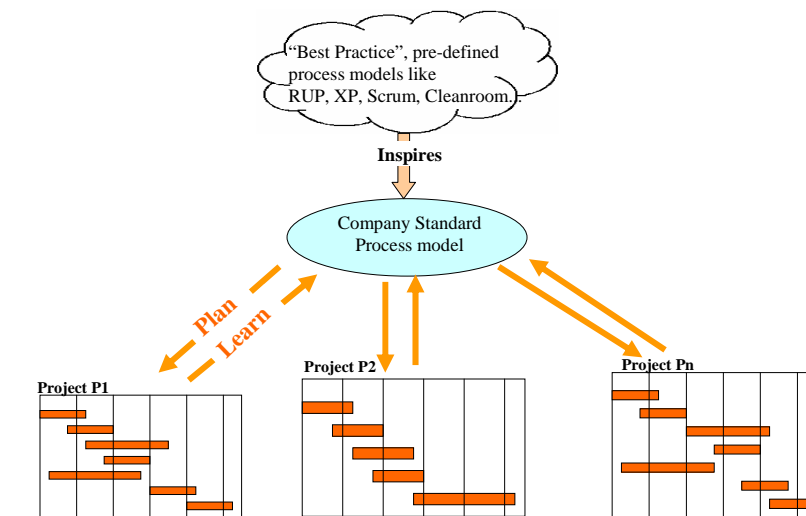 “Best Practice”, pre-defined
process models like
RUP, XP, Scrum, Cleanroom...
Inspires
Company Standard
Process model
Plan
Learn
Project P1
Project P2
Project Pn